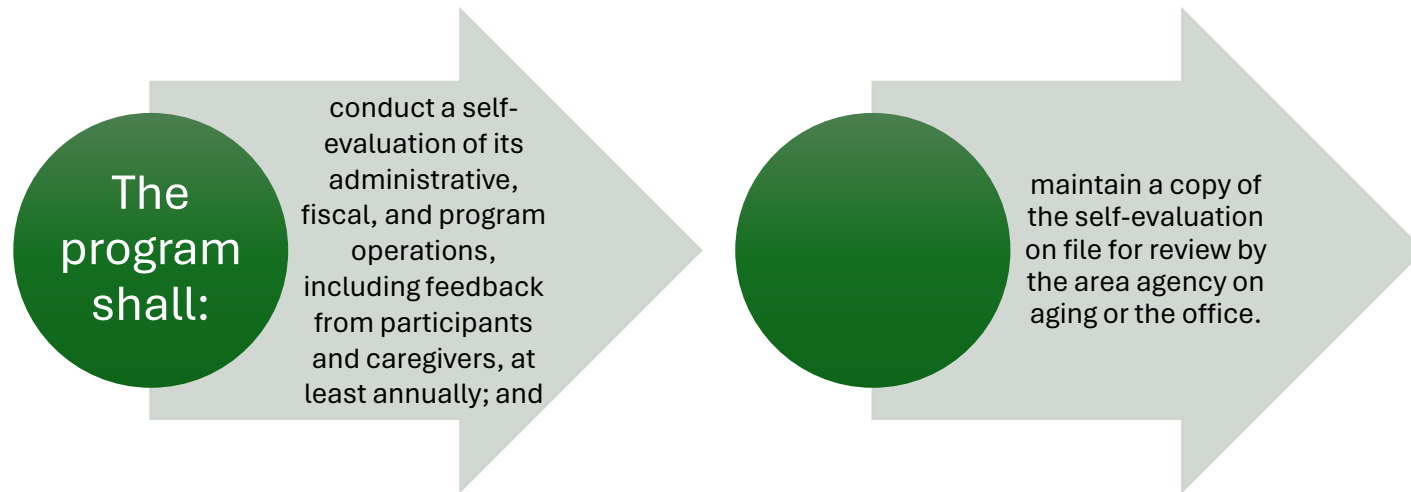 The
program
shall:
conduct a self-
evaluation of its
administrative,
fiscal, and program
operations,
including feedback
from participants
and caregivers, at
least annually; and
maintain a copy of
the self-evaluation
on file for review by
the area agency on
aging or the office.